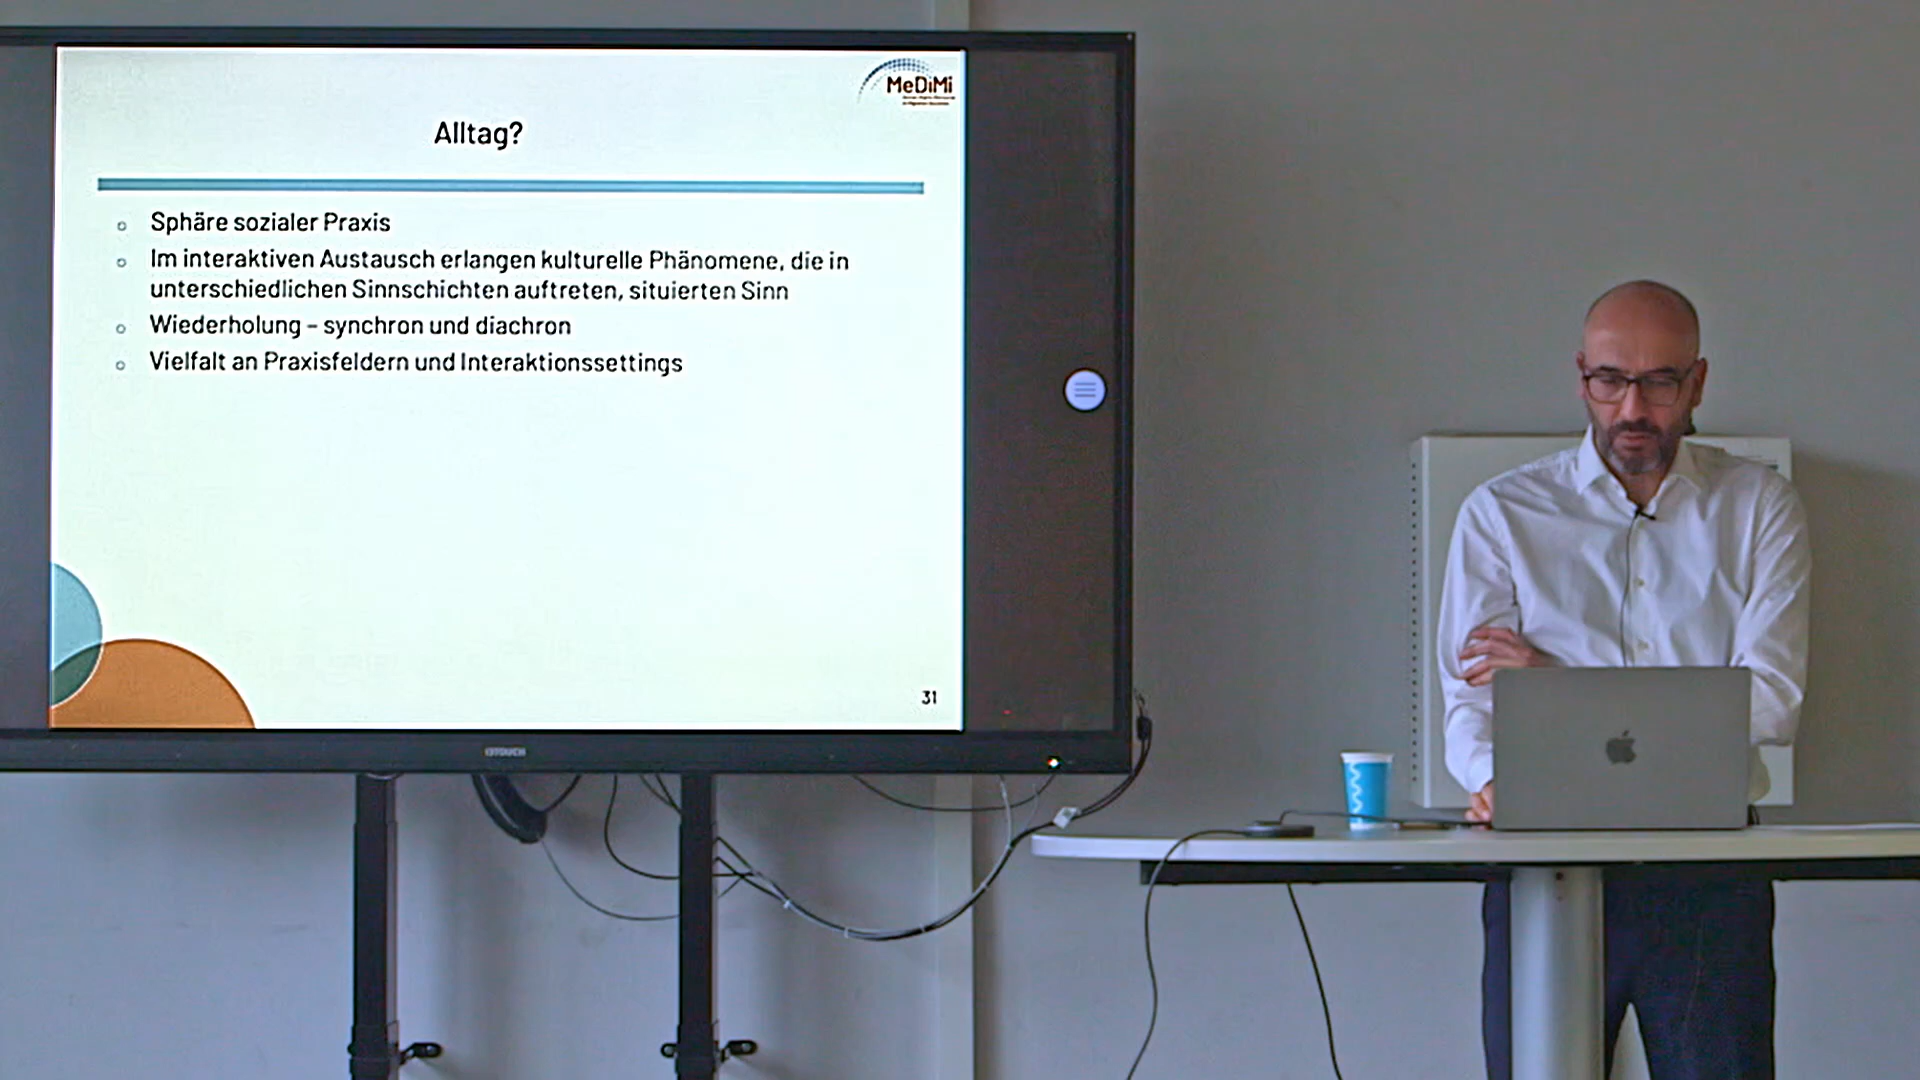 MeDiMi
Alltag?
Sphäre sozialer Praxis
Im interaktiven Austausch erlangen kulturelle Phänomene, die in
unterschiedlichen Sinnschichten auftreten, situierten Sinn
Wiederholung – synchron und diachron
Vielfalt an Praxisfeldern und Interaktionssettings
31